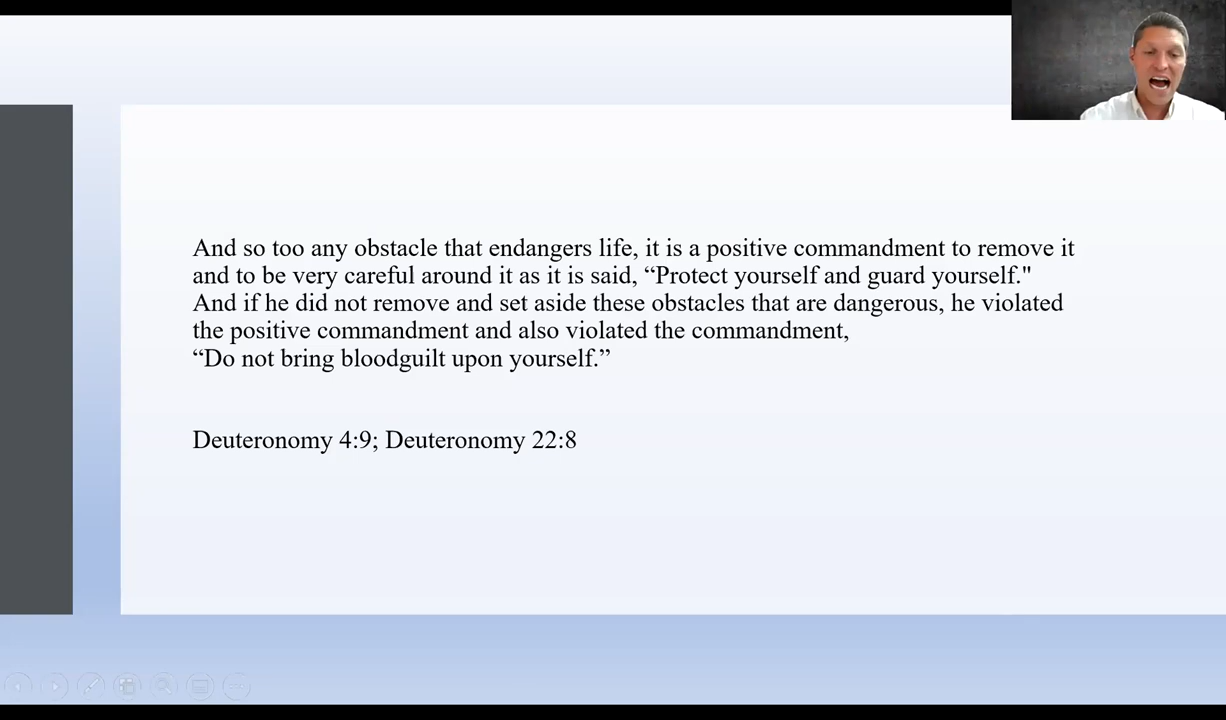 And so too any obstacle that endangers life, it is a positive commandment to remove it
and to be very careful around it as it is said, “Protect yourself and guard yourself."
And if he did not remove and set aside these obstacles that are dangerous, he violated
the positive commandment and also violated the commandment,
“Do not bring bloodguilt upon yourself.”
Deuteronomy 4:9; Deuteronomy 22:8